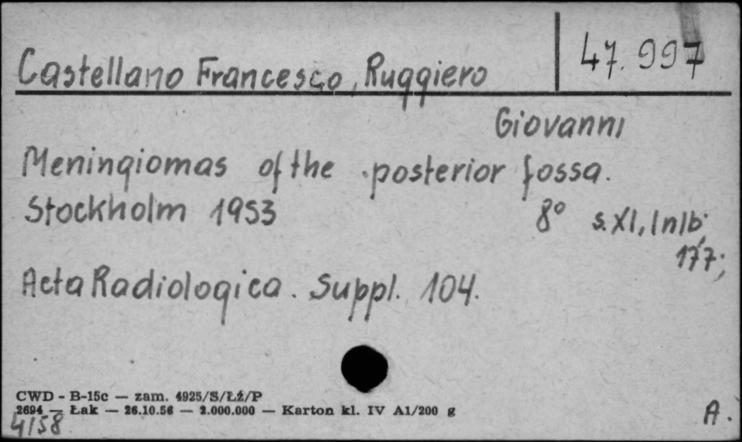 Castellano Francesco, Ruggiero
47.997
Giovanni
Meningiomas of the posterior fossa.
Stockholm 1953 8° s. XI, 1nlb;
177;
Acta Radiologica. Suppl. 104.
CWD - B-15c — zam. 4925/S/ŁŹ/P
2694 — Łak — 26.10.56 — 2.000.000 — Karton kl. IV A1/200 g
4158
A.